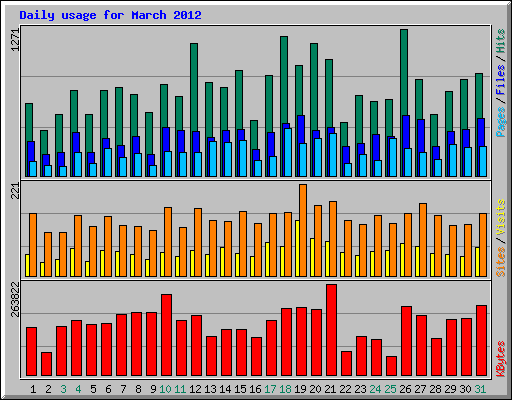 Daily usage for March 2012
1271
Pages / Files / Hits
221
Sites / Visits
263822
KBytes
1 2 3 4 5 6 7 8 9 10 11 12 13 14 15 16 17 18 19 20 21 22 23 24 25 26 27 28 29 30 31